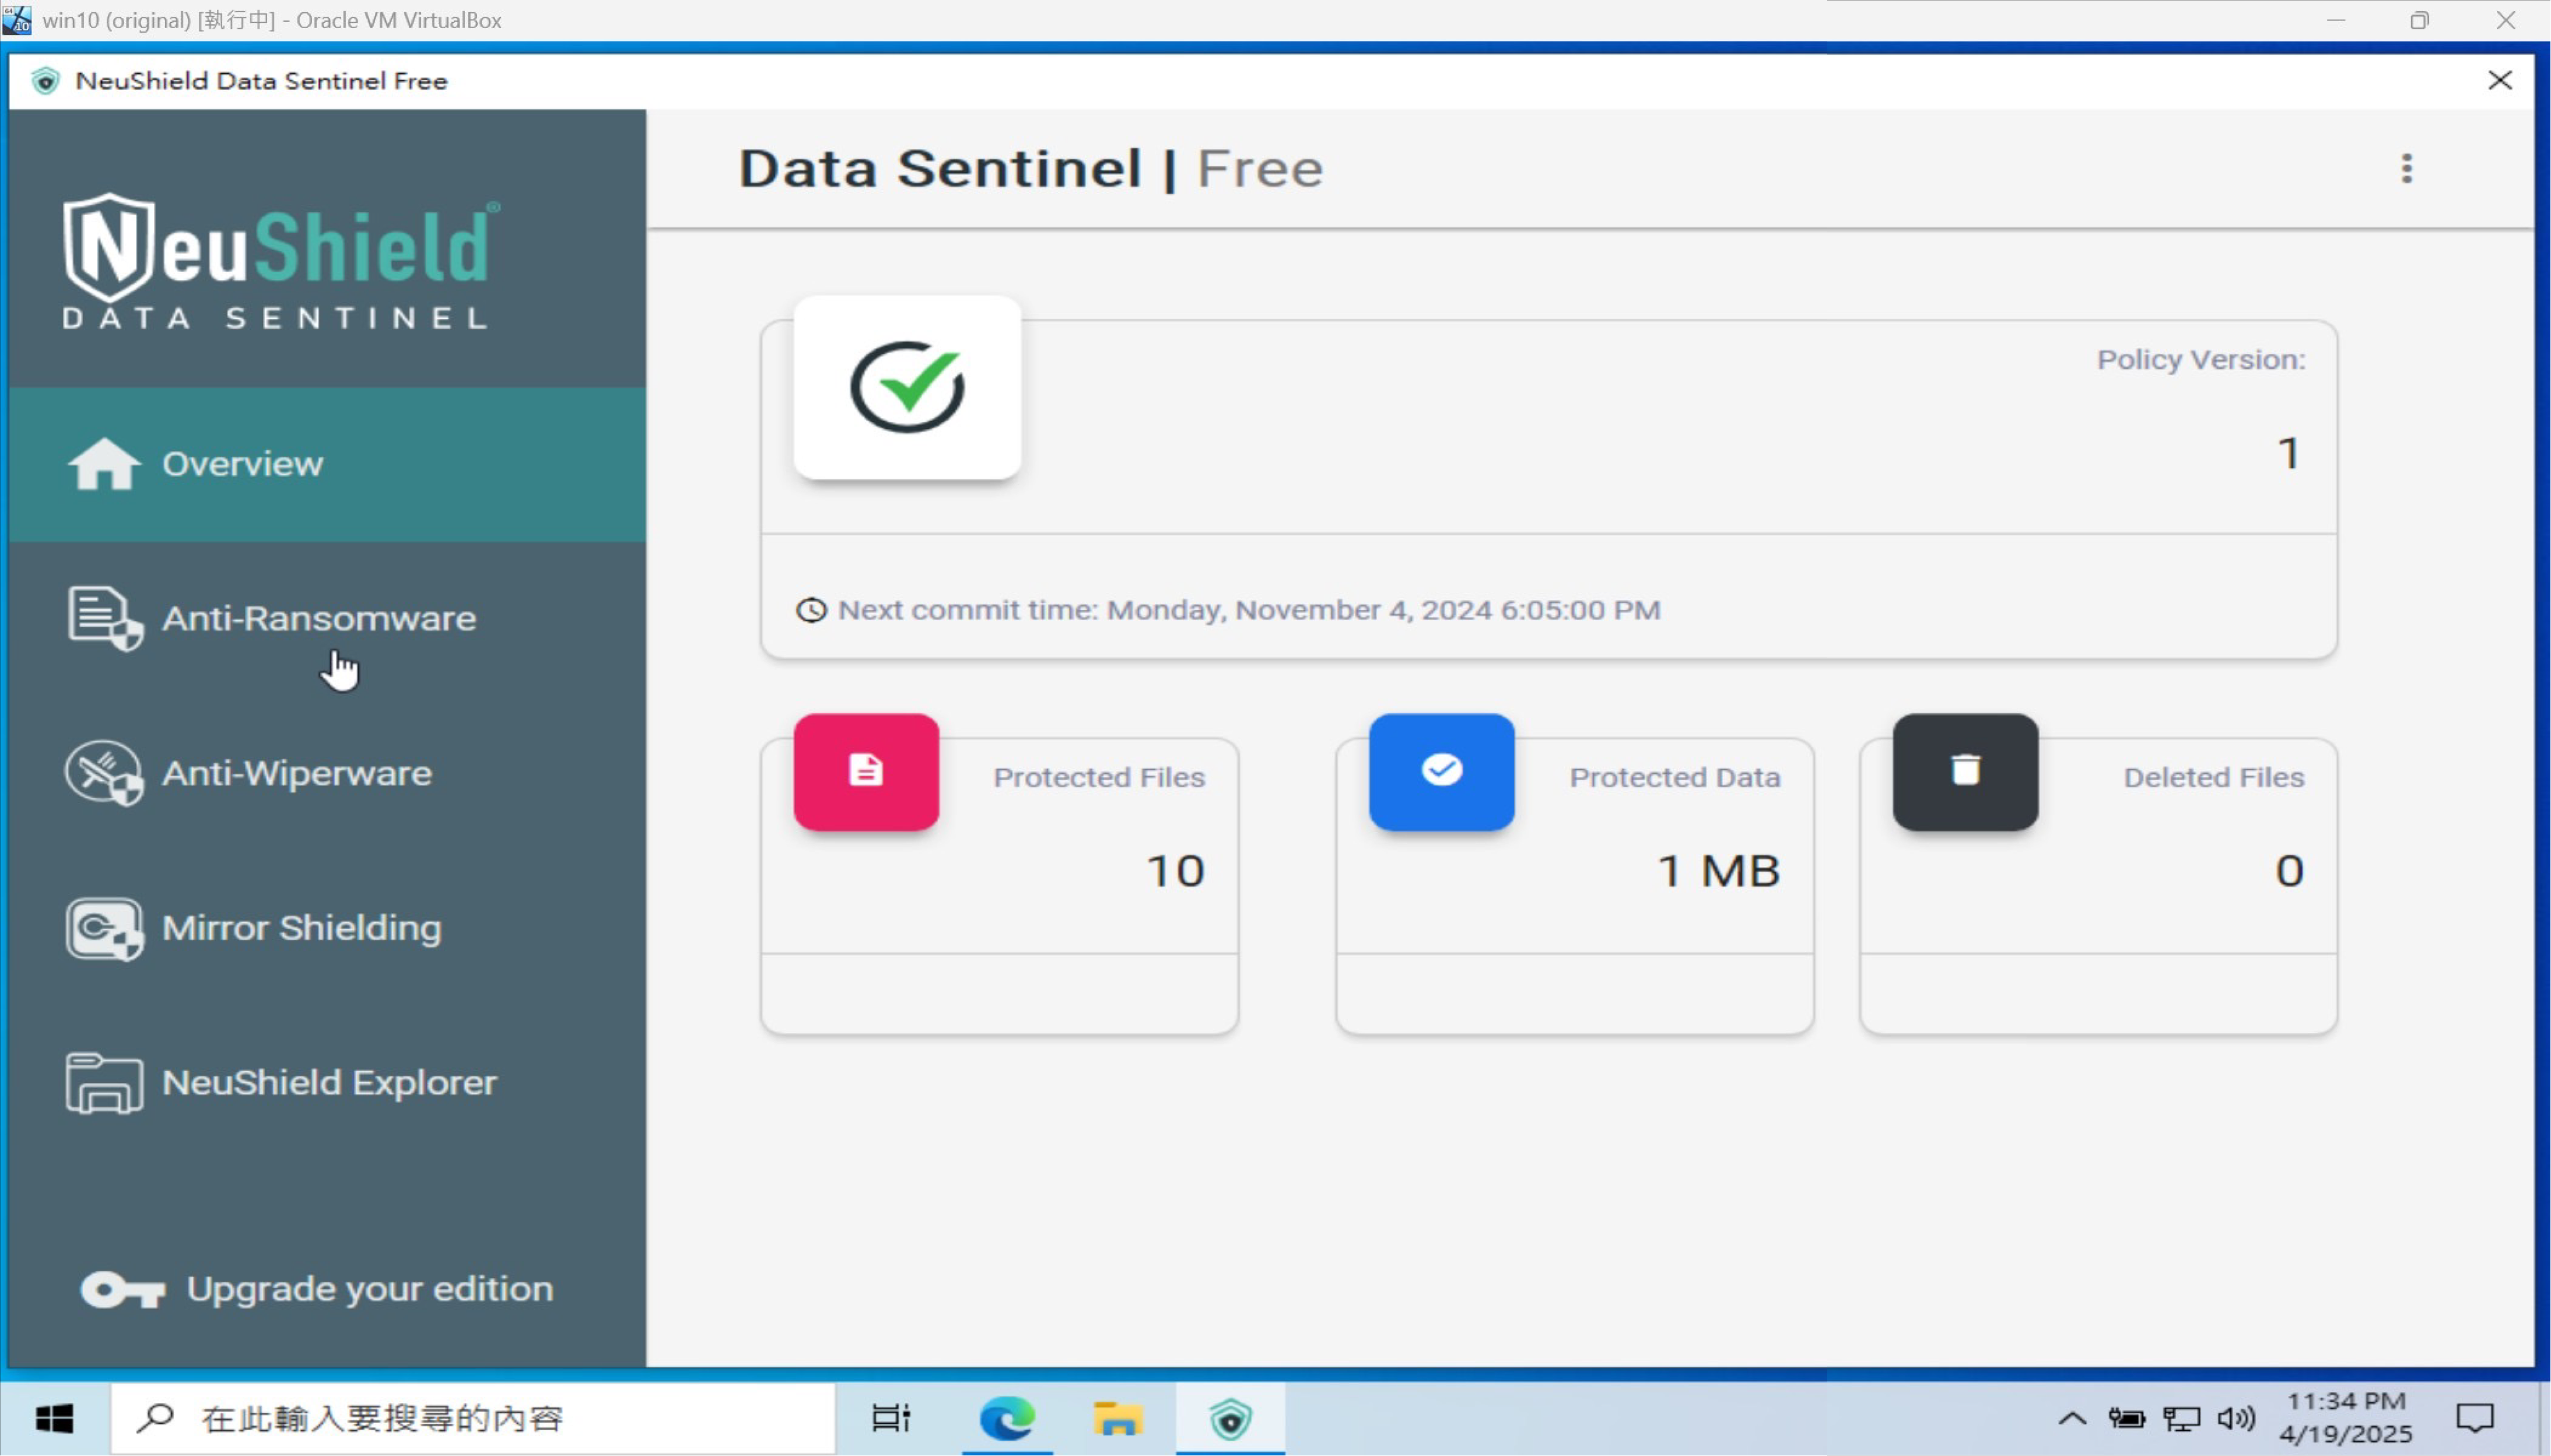 win10 (original) [執行中] - Oracle VM VirtualBox
NeuShield Data Sentinel Free
NeuShield®
DATA SENTINEL
Overview
Anti-Ransomware
Anti-Wiperware
Mirror Shielding
NeuShield Explorer
Upgrade your edition
Data Sentinel | Free
Policy Version:
1
Next commit time: Monday, November 4, 2024 6:05:00 PM
Protected Files
10
Protected Data
1 MB
Deleted Files
0
在此輸入要搜尋的內容
11:34 PM
4/19/2025